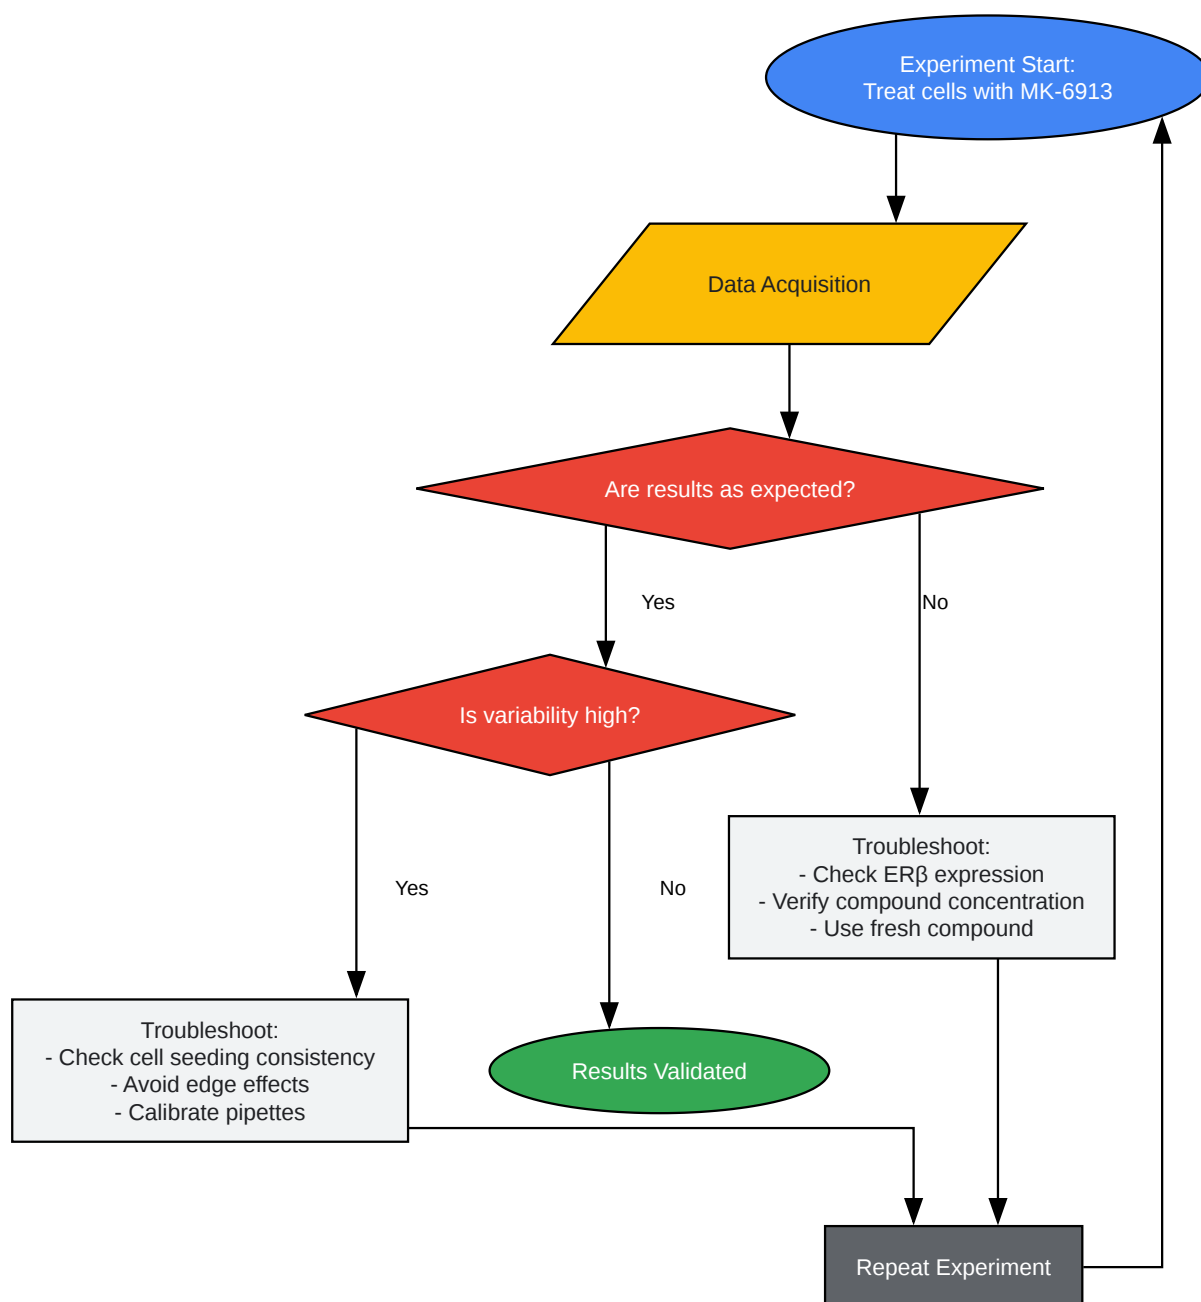 Experiment Start:
Treat cells with MK-6913
Data Acquisition
Are results as expected?
Yes
No
Is variability high?
Yes
No
Troubleshoot:
- Check ERβ expression
- Verify compound concentration
- Use fresh compound
Troubleshoot:
- Check cell seeding consistency
- Avoid edge effects
- Calibrate pipettes
Results Validated
Repeat Experiment